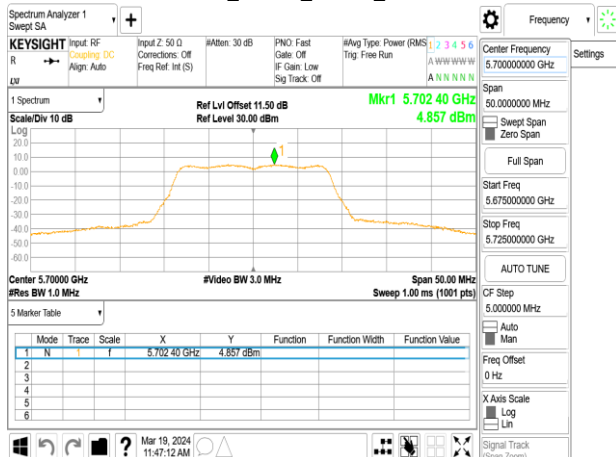 Spectrum Analyzer 1
Swept SA
+
Frequency
KEYSIGHT
R
LXI
Input: RF
Coupling: DC
Align: Auto
Input Z: 50 Ω
Corrections: Off
Freq Ref: Int (S)
#Atten: 30 dB
PNO: Fast
Gate: Off
IF Gain: Low
Sig Track: Off
#Avg Type: Power (RMS
Trig: Free Run
1 2 3 4 5 6
A W W W W W
A N N N N N
1 Spectrum
Scale/Div 10 dB
Ref Lvl Offset 11.50 dB
Ref Level 30.00 dBm
Mkr1 5.702 40 GHz
4.857 dBm
Log
20.0
10.0
0.00
-10.0
-20.0
-30.0
-40.0
-50.0
-60.0
1
Center 5.70000 GHz
#Res BW 1.0 MHz
#Video BW 3.0 MHz
Span 50.00 MHz
Sweep 1.00 ms (1001 pts)
5 Marker Table
Mode Trace Scale X Y Function Function Width Function Value
1 N 1 f 5.702 40 GHz 4.857 dBm
2
3
4
5
6
Mar 19, 2024
11:47:12 AM
?
Center Frequency
5.700000000 GHz
Settings
Span
50.0000000 MHz
Swept Span
Zero Span
Full Span
Start Freq
5.675000000 GHz
Stop Freq
5.725000000 GHz
AUTO TUNE
CF Step
5.000000 MHz
Auto
Man
Freq Offset
0 Hz
X Axis Scale
Log
Lin
Signal Track
(Span Zoom)